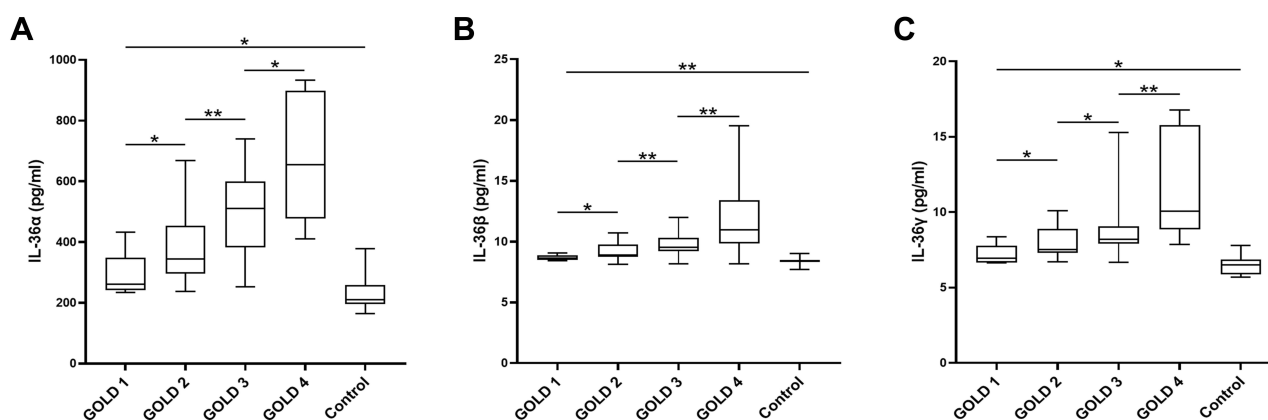 A
IL-36α (pg/ml)
1000
800
600
400
200
0
*
*
**
*
GOLD 1
GOLD 2
GOLD 3
GOLD 4
Control
B
IL-36β (pg/ml)
25
20
15
10
5
0
**
**
**
*
GOLD 1
GOLD 2
GOLD 3
GOLD 4
Control
C
IL-36γ (pg/ml)
20
15
10
5
0
*
**
*
*
GOLD 1
GOLD 2
GOLD 3
GOLD 4
Control